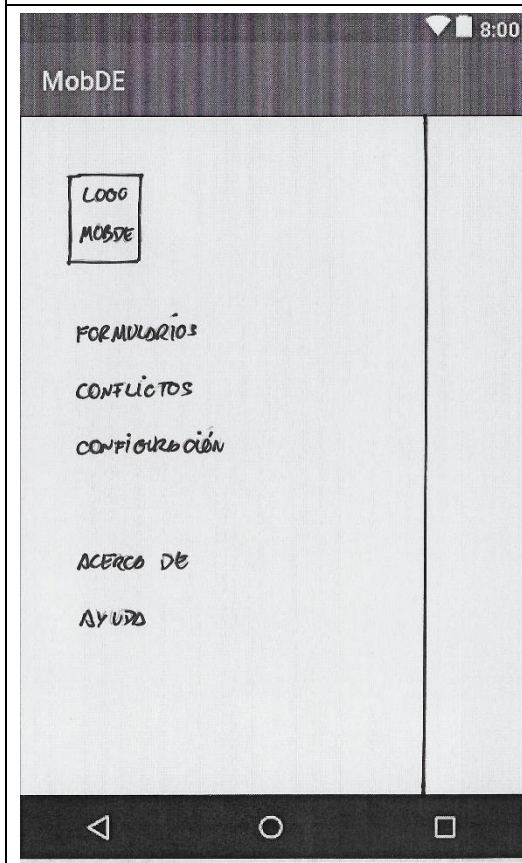 8:00
MobDE
LOGO
MOBDE
FORMULARIOS
CONFLICTOS
CONFIGURACIÓN
ACERCA DE
AYUDA